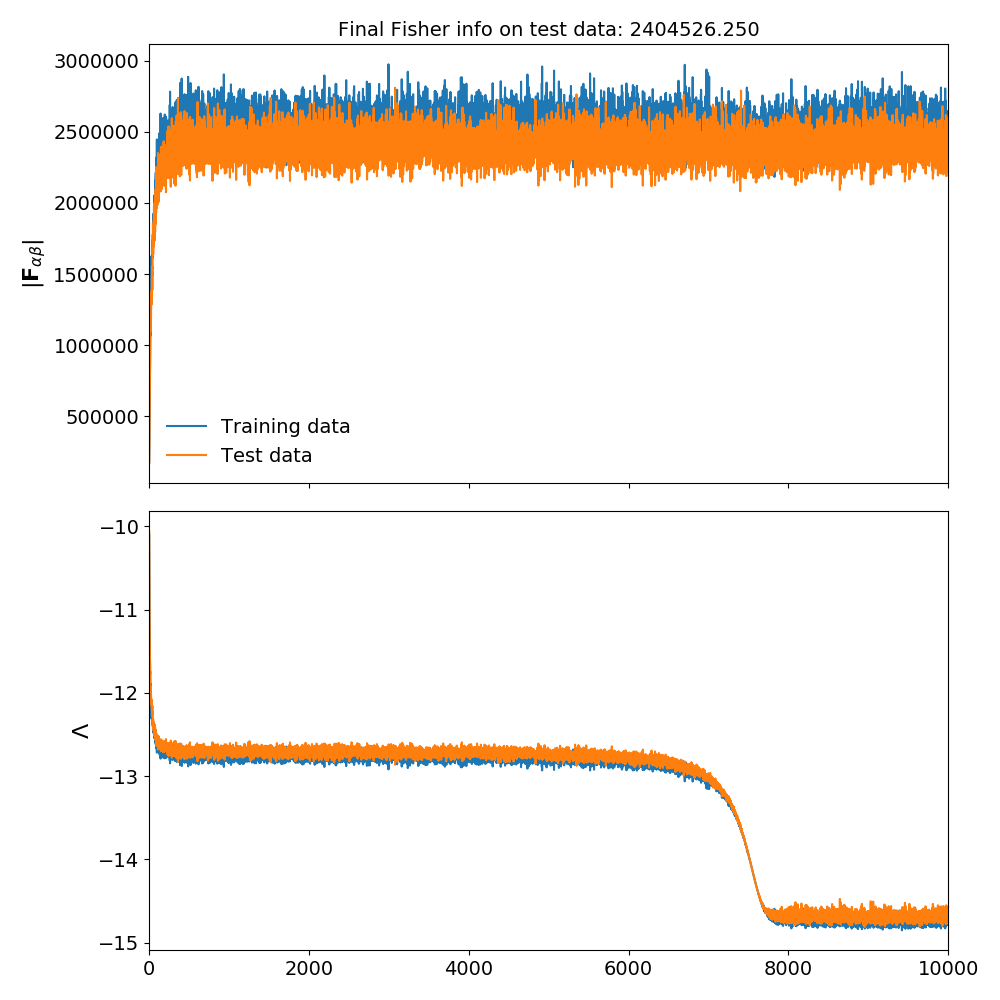 Final Fisher info on test data: 2404526.250
3000000
2500000
2000000
1500000
1000000
500000
|F_αβ|
Training data
Test data
−10
−11
−12
−13
−14
−15
Λ
0 2000 4000 6000 8000 10000